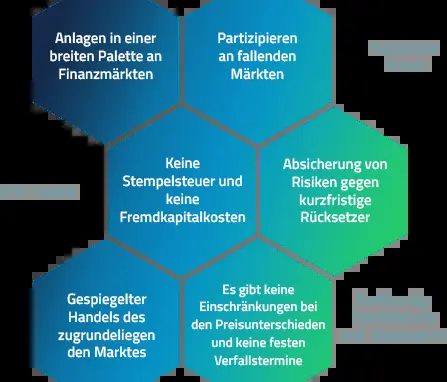 Anlagen in einer
breiten Palette an
Finanzmärkten
Partizipieren
an fallenden
Märkten
Keine
Stempelsteuer und
keine
Fremdkapitalkosten
Absicherung von
Risiken gegen
kurzfristige
Rücksetzer
Gespiegelter
Handels des
zugrundeliegen
den Marktes
Es gibt keine
Einschränkungen bei
den Preisunterschieden
und keine festen
Verfallstermine